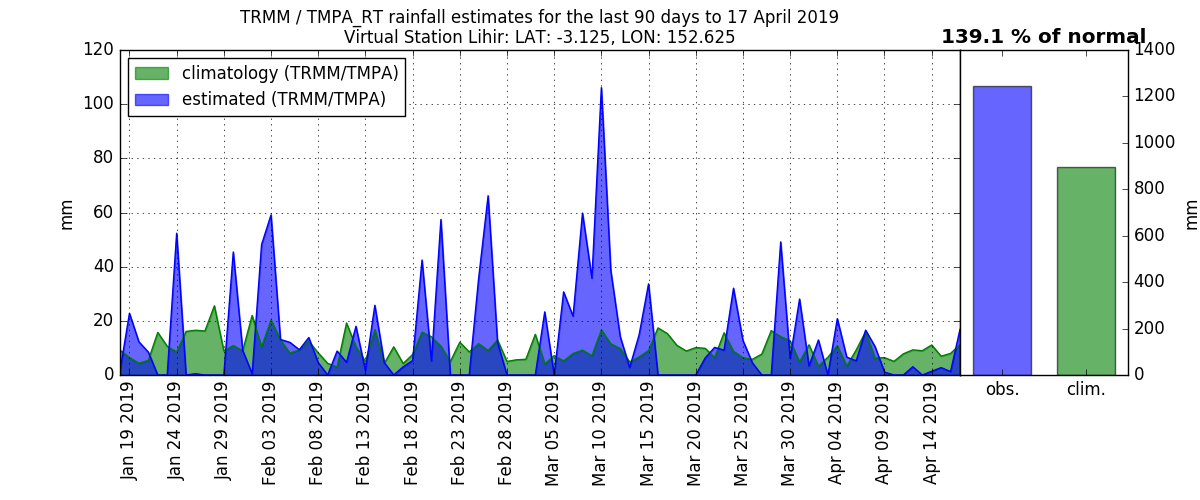 TRMM / TMPA_RT rainfall estimates for the last 90 days to 17 April 2019
Virtual Station Lihir: LAT: -3.125, LON: 152.625
139.1 % of normal
climatology (TRMM/TMPA)
estimated (TRMM/TMPA)
120
100
80
60
40
20
0
mm
Jan 19 2019
Jan 24 2019
Jan 29 2019
Feb 03 2019
Feb 08 2019
Feb 13 2019
Feb 18 2019
Feb 23 2019
Feb 28 2019
Mar 05 2019
Mar 10 2019
Mar 15 2019
Mar 20 2019
Mar 25 2019
Mar 30 2019
Apr 04 2019
Apr 09 2019
Apr 14 2019
obs.
clim.
1400
1200
1000
800
600
400
200
0
mm